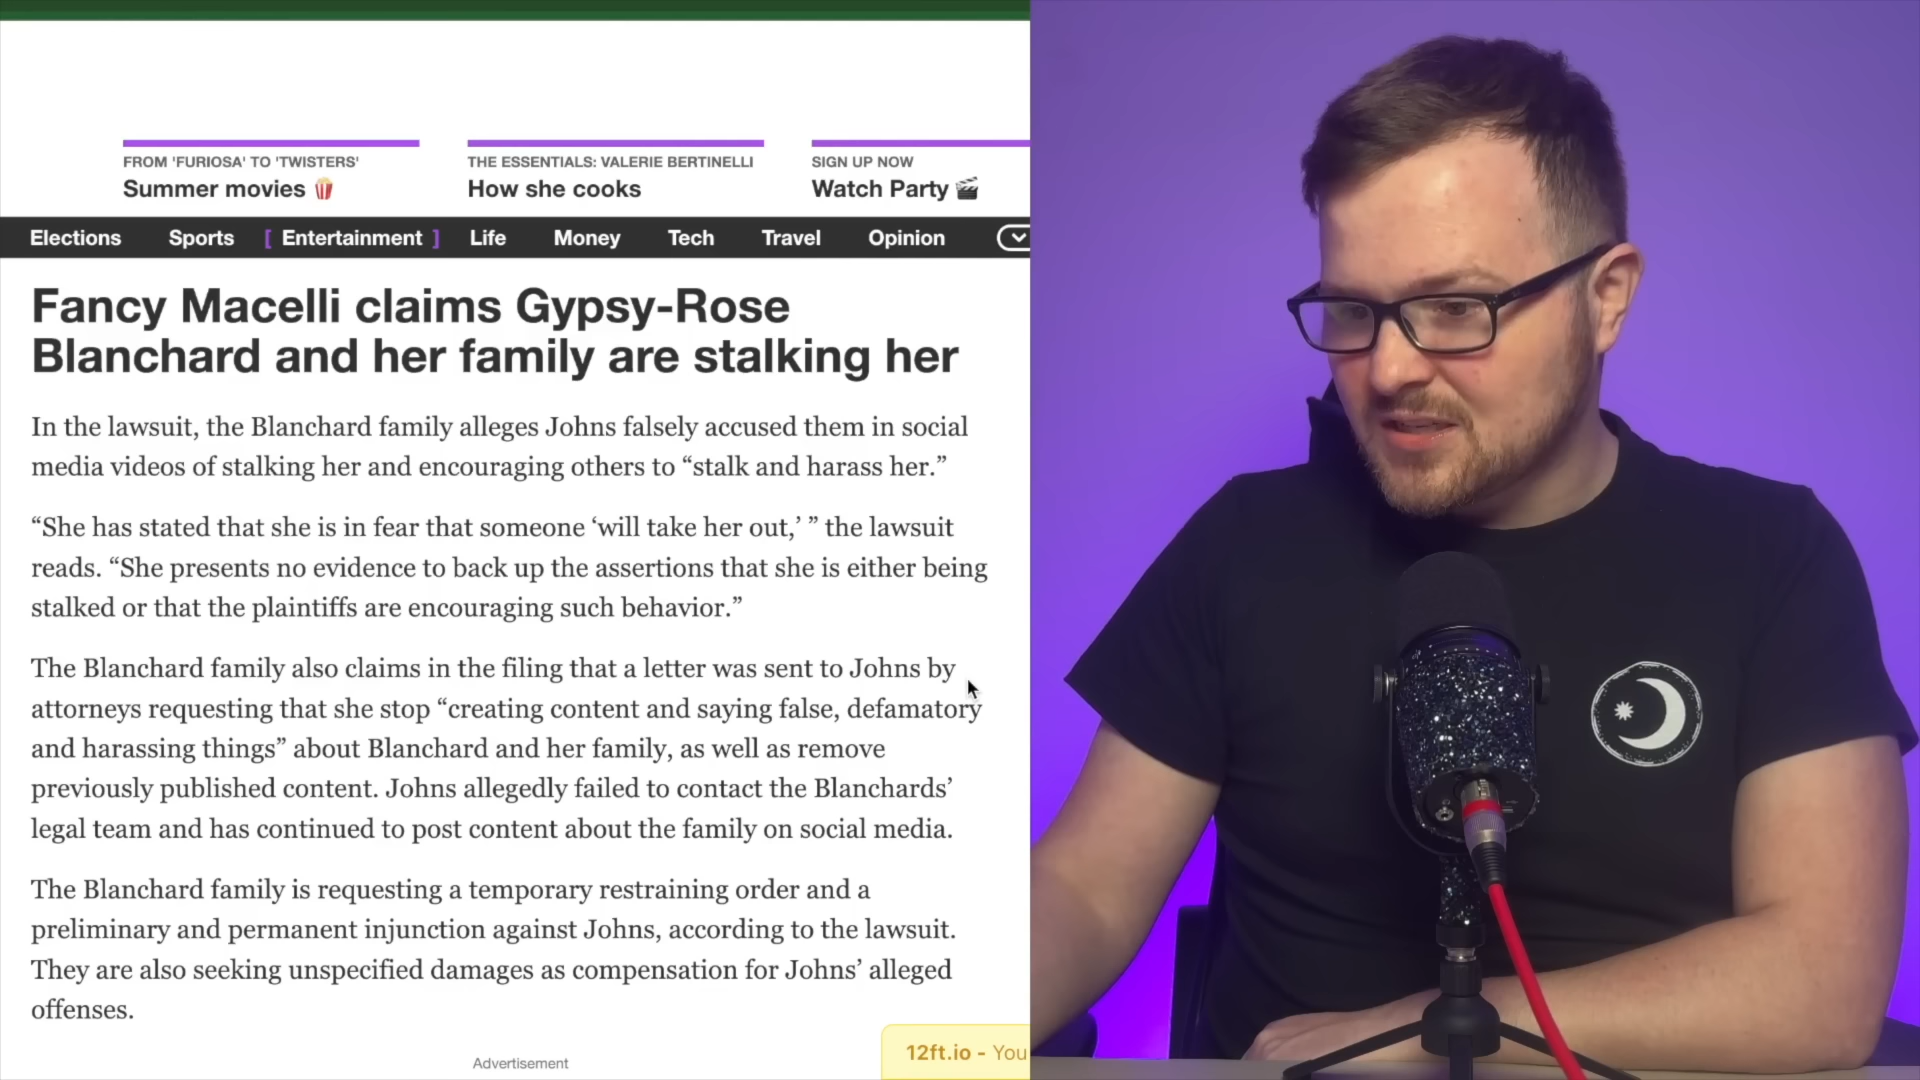 FROM 'FURIOSA' TO 'TWISTERS'
Summer movies
THE ESSENTIALS: VALERIE BERTINELLI
How she cooks
SIGN UP NOW
Watch Party
Elections Sports [ Entertainment ] Life Money Tech Travel Opinion
Fancy Macelli claims Gypsy-Rose
Blanchard and her family are stalking her
In the lawsuit, the Blanchard family alleges Johns falsely accused them in social
media videos of stalking her and encouraging others to “stalk and harass her.”
“She has stated that she is in fear that someone ‘will take her out,’ ” the lawsuit
reads. “She presents no evidence to back up the assertions that she is either being
stalked or that the plaintiffs are encouraging such behavior.”
The Blanchard family also claims in the filing that a letter was sent to Johns by
attorneys requesting that she stop “creating content and saying false, defamatory
and harassing things” about Blanchard and her family, as well as remove
previously published content. Johns allegedly failed to contact the Blanchards’
legal team and has continued to post content about the family on social media.
The Blanchard family is requesting a temporary restraining order and a
preliminary and permanent injunction against Johns, according to the lawsuit.
They are also seeking unspecified damages as compensation for Johns’ alleged
offenses.
Advertisement
12ft.io - You